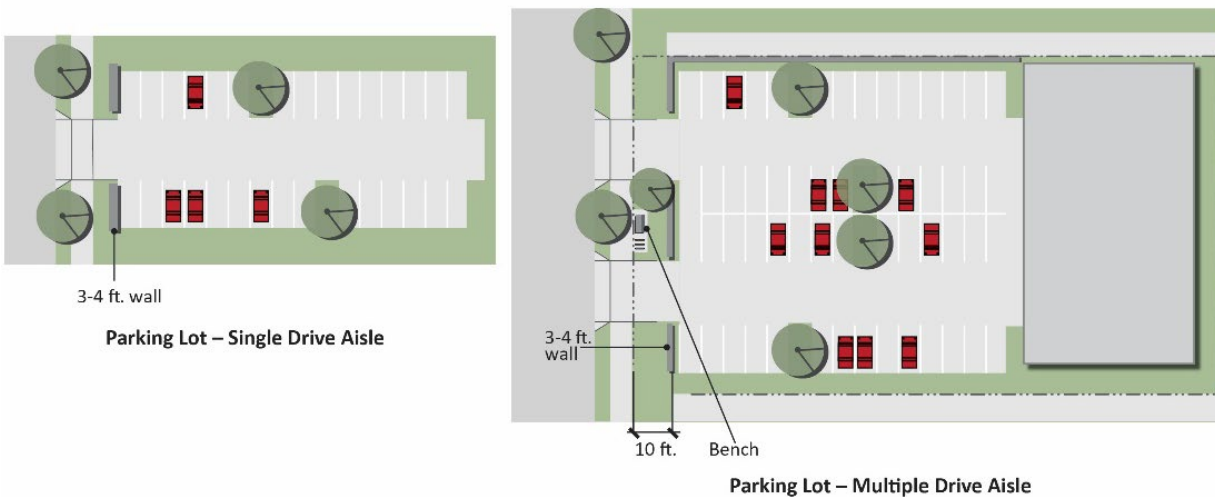 3-4 ft. wall
Parking Lot – Single Drive Aisle
3-4 ft.
wall
10 ft.
Bench
Parking Lot – Multiple Drive Aisle